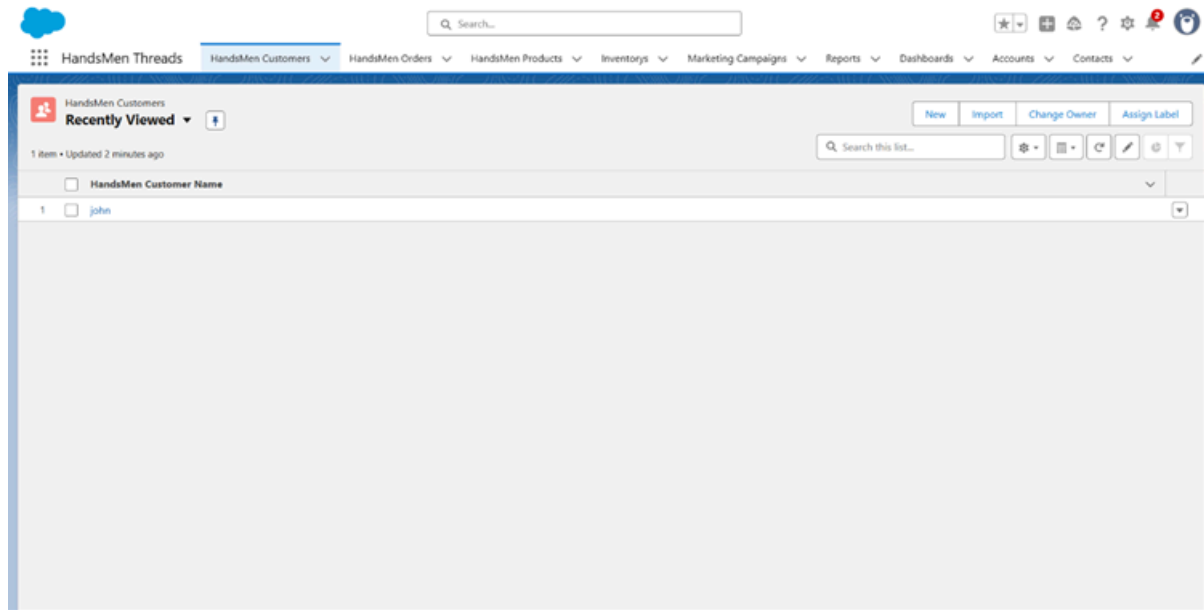 Search...
2
HandsMen Threads HandsMen Customers HandsMen Orders HandsMen Products Inventorys Marketing Campaigns Reports Dashboards Accounts Contacts
HandsMen Customers
Recently Viewed
New Import Change Owner Assign Label
1 item • Updated 2 minutes ago
Search this list...
HandsMen Customer Name
1 john